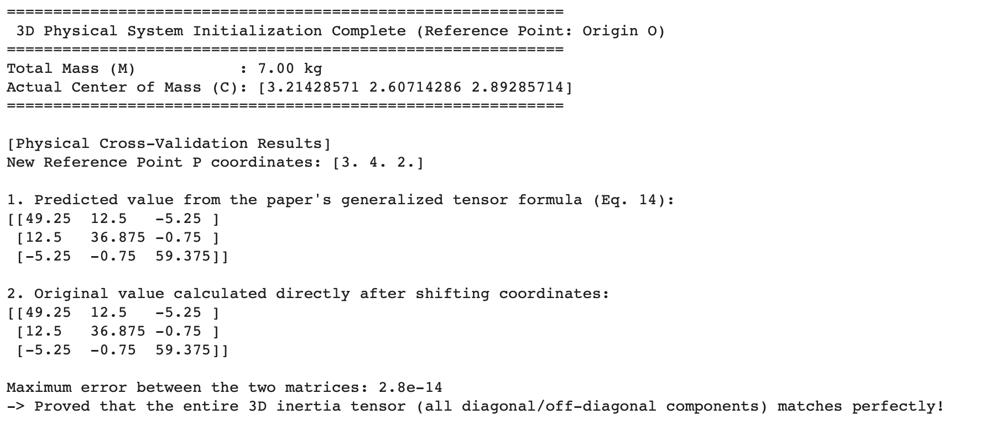 ============================================================
 3D Physical System Initialization Complete (Reference Point: Origin O)
============================================================
Total Mass (M)           : 7.00 kg
Actual Center of Mass (C): [3.21428571 2.60714286 2.89285714]
============================================================

[Physical Cross-Validation Results]
New Reference Point P coordinates: [3. 4. 2.]

1. Predicted value from the paper's generalized tensor formula (Eq. 14):
[[49.25  12.5   -5.25 ]
 [12.5   36.875 -0.75 ]
 [-5.25  -0.75  59.375]]

2. Original value calculated directly after shifting coordinates:
[[49.25  12.5   -5.25 ]
 [12.5   36.875 -0.75 ]
 [-5.25  -0.75  59.375]]

Maximum error between the two matrices: 2.8e-14
-> Proved that the entire 3D inertia tensor (all diagonal/off-diagonal components) matches perfectly!